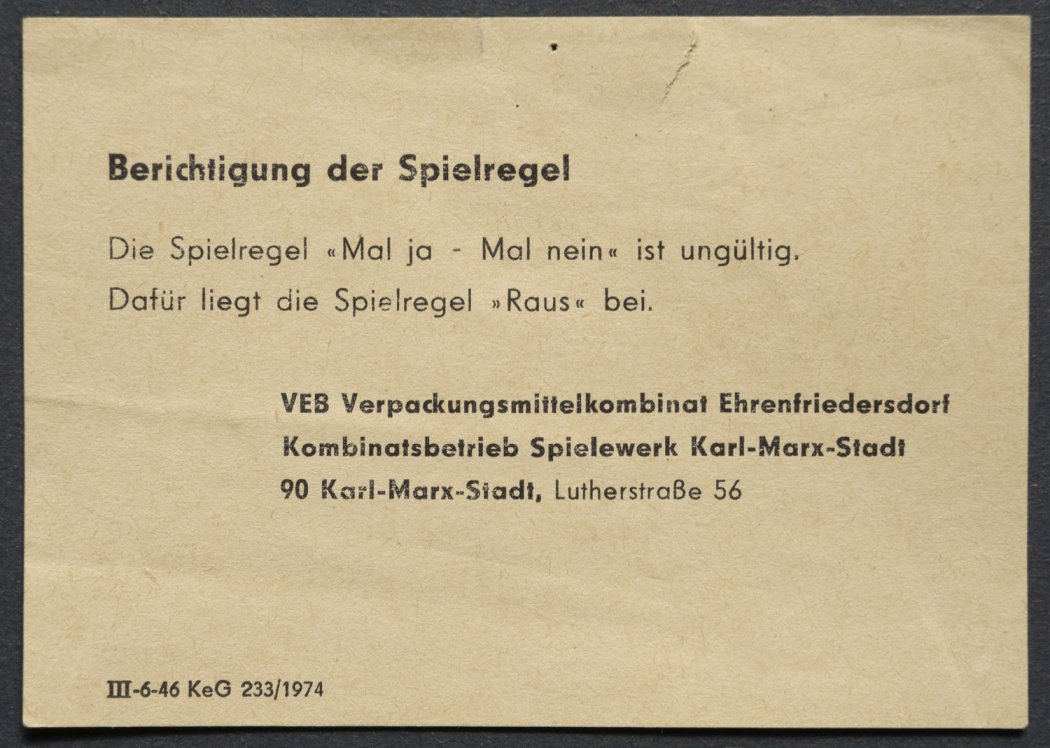 Berichtigung der Spielregel
Die Spielregel «Mal ja - Mal nein« ist ungültig.
Dafür liegt die Spielregel »Raus« bei.
VEB Verpackungsmittelkombinat Ehrenfriedersdorf
Kombinatsbetrieb Spielewerk Karl-Marx-Stadt
90 Karl-Marx-Stadt, Lutherstraße 56
III-6-46 KeG 233/1974